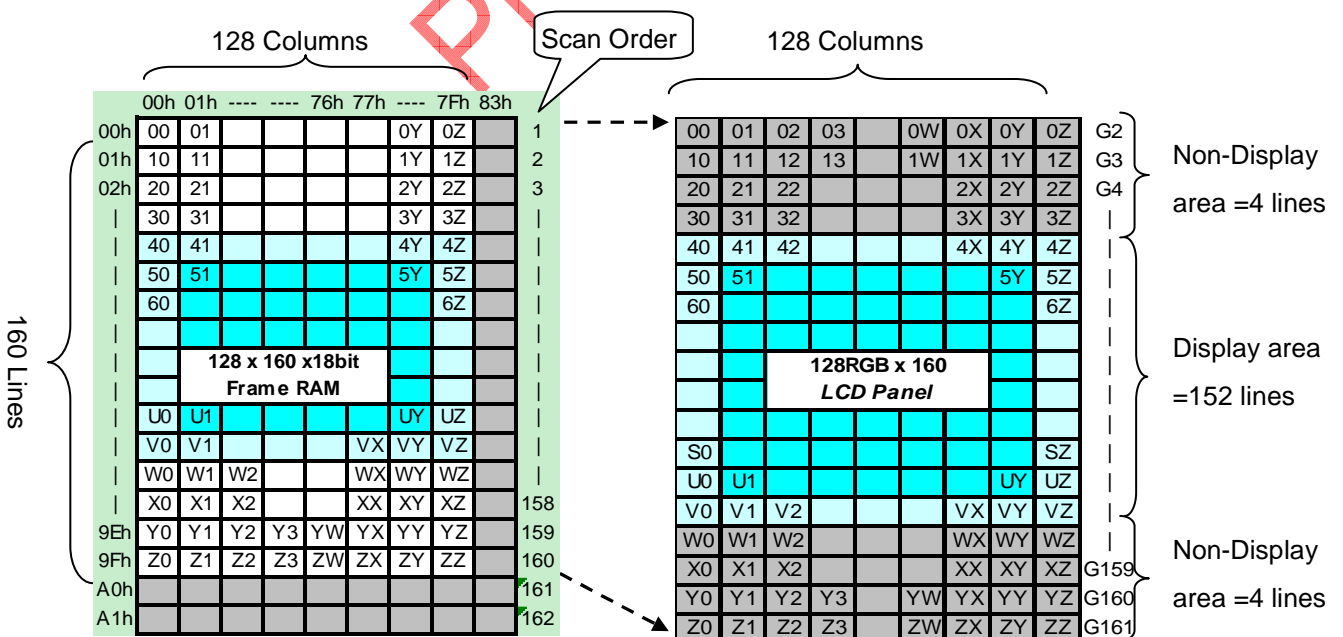 128 Columns
Scan Order
128 Columns
00h 01h ---- ---- 76h 77h ---- 7Fh 83h
00h 00 01 0Y 0Z 1
01h 10 11 1Y 1Z 2
02h 20 21 2Y 2Z 3
30 31 3Y 3Z
40 41 4Y 4Z
50 51 5Y 5Z
60 6Z
128 x 160 x18bit
Frame RAM
U0 U1 UY UZ
V0 V1 VX VY VZ
W0 W1 W2 WX WY WZ
X0 X1 X2 XX XY XZ 158
9Eh Y0 Y1 Y2 Y3 YW YX YY YZ 159
9Fh Z0 Z1 Z2 Z3 ZW ZX ZY ZZ 160
A0h 161
A1h 162
160 Lines
00 01 02 03 0W 0X 0Y 0Z G2
10 11 12 13 1W 1X 1Y 1Z G3
20 21 22 2X 2Y 2Z G4
30 31 32 3X 3Y 3Z
40 41 42 4X 4Y 4Z
50 51 5Y 5Z
60 6Z
128RGB x 160
LCD Panel
S0 SZ
U0 U1 UY UZ
V0 V1 V2 VX VY VZ
W0 W1 W2 WX WY WZ
X0 X1 X2 XX XY XZ G159
Y0 Y1 Y2 Y3 YW YX YY YZ G160
Z0 Z1 Z2 Z3 ZW ZX ZY ZZ G161
Non-Display
area =4 lines
Display area
=152 lines
Non-Display
area =4 lines